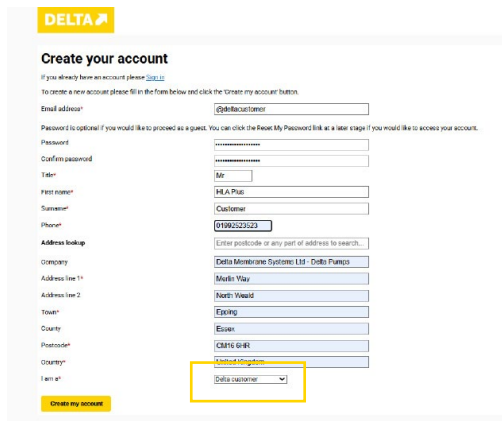 DELTA
Create your account
If you already have an account please Sign in
To create a new account please fill in the form below and click the 'Create my account' button.
Email address* @deltacustomer
Password is optional if you would like to proceed as a guest. You can click the Reset My Password link at a later stage if you would like to access your account.
Password
Confirm password
Title* Mr
First name* HLA Plus
Surname* Customer
Phone* 01992523523
Address lookup Enter postcode or any part of address to search...
Company Delta Membrane Systems Ltd - Delta Pumps
Address line 1* Merlin Way
Address line 2 North Weald
Town* Epping
County Essex
Postcode* CM16 6HR
Country* United Kingdom
I am a* Delta customer
Create my account